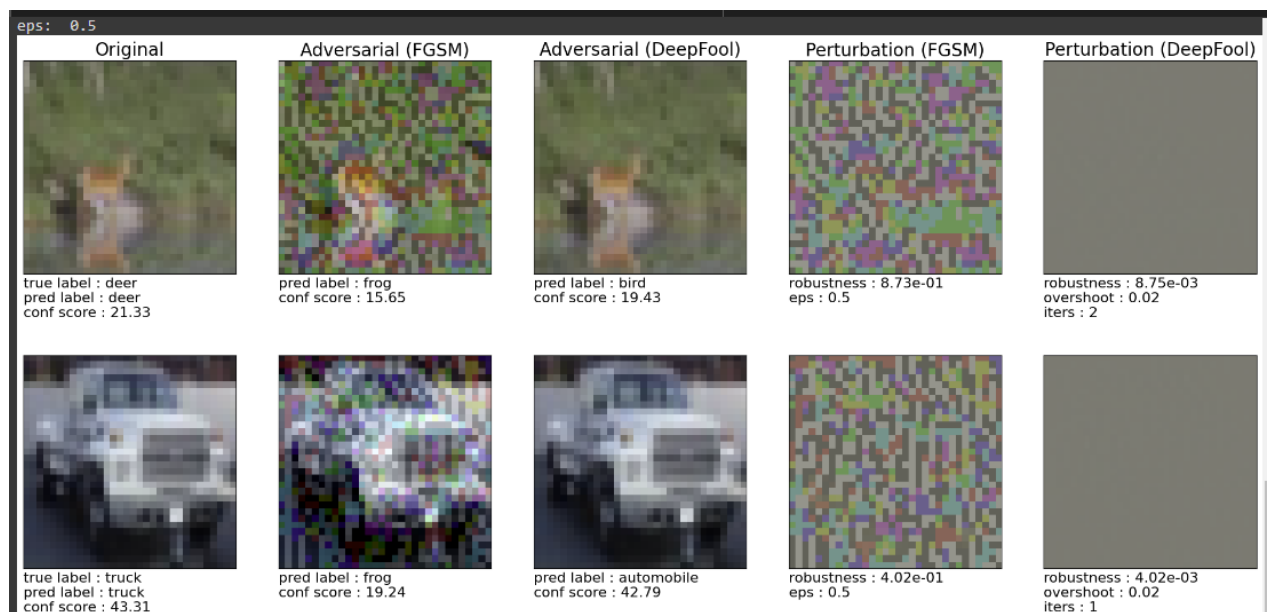 eps:  0.5
Original
Adversarial (FGSM)
Adversarial (DeepFool)
Perturbation (FGSM)
Perturbation (DeepFool)
true label : deer
pred label : deer
conf score : 21.33
pred label : frog
conf score : 15.65
pred label : bird
conf score : 19.43
robustness : 8.73e-01
eps : 0.5
robustness : 8.75e-03
overshoot : 0.02
iters : 2
true label : truck
pred label : truck
conf score : 43.31
pred label : frog
conf score : 19.24
pred label : automobile
conf score : 42.79
robustness : 4.02e-01
eps : 0.5
robustness : 4.02e-03
overshoot : 0.02
iters : 1